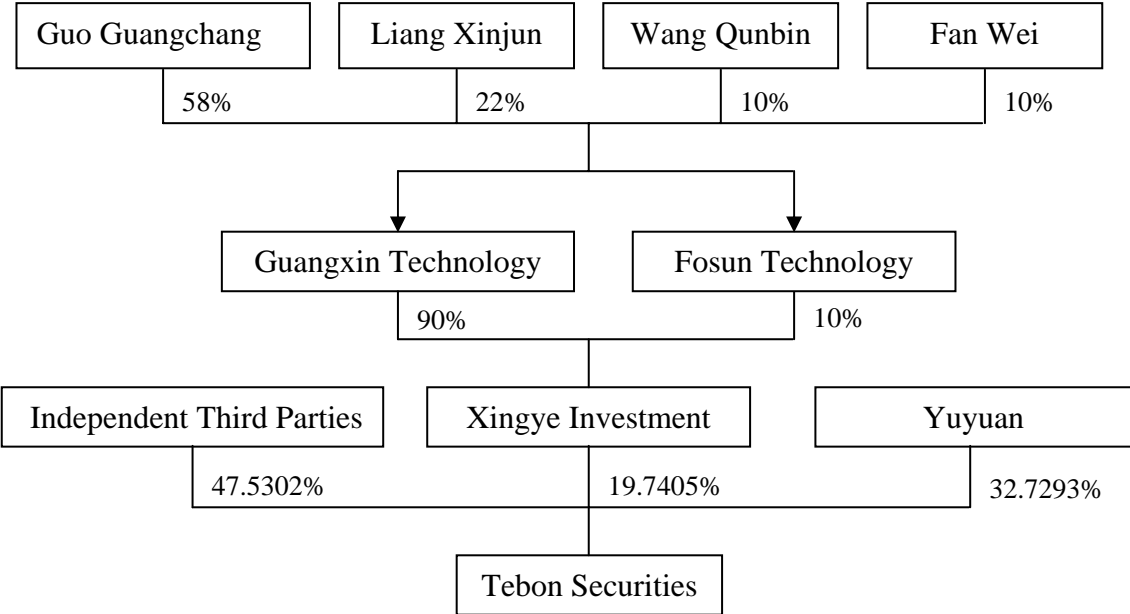 Guo Guangchang
Liang Xinjun
Wang Qunbin
Fan Wei
58%
22%
10%
10%
Guangxin Technology
Fosun Technology
90%
10%
Independent Third Parties
Xingye Investment
Yuyuan
47.5302%
19.7405%
32.7293%
Tebon Securities